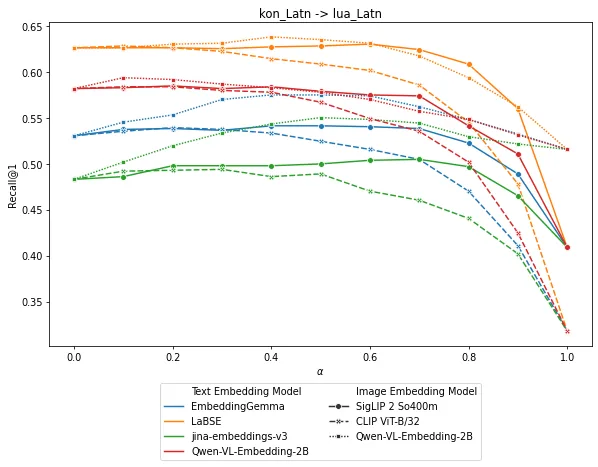 kon_Latn -> lua_Latn
0.65
0.60
0.55
0.50
0.45
0.40
0.35
Recall@1
0.0 0.2 0.4 0.6 0.8 1.0
α
Text Embedding Model
EmbeddingGemma
LaBSE
jina-embeddings-v3
Qwen-VL-Embedding-2B
Image Embedding Model
SigLIP 2 So400m
CLIP ViT-B/32
Qwen-VL-Embedding-2B